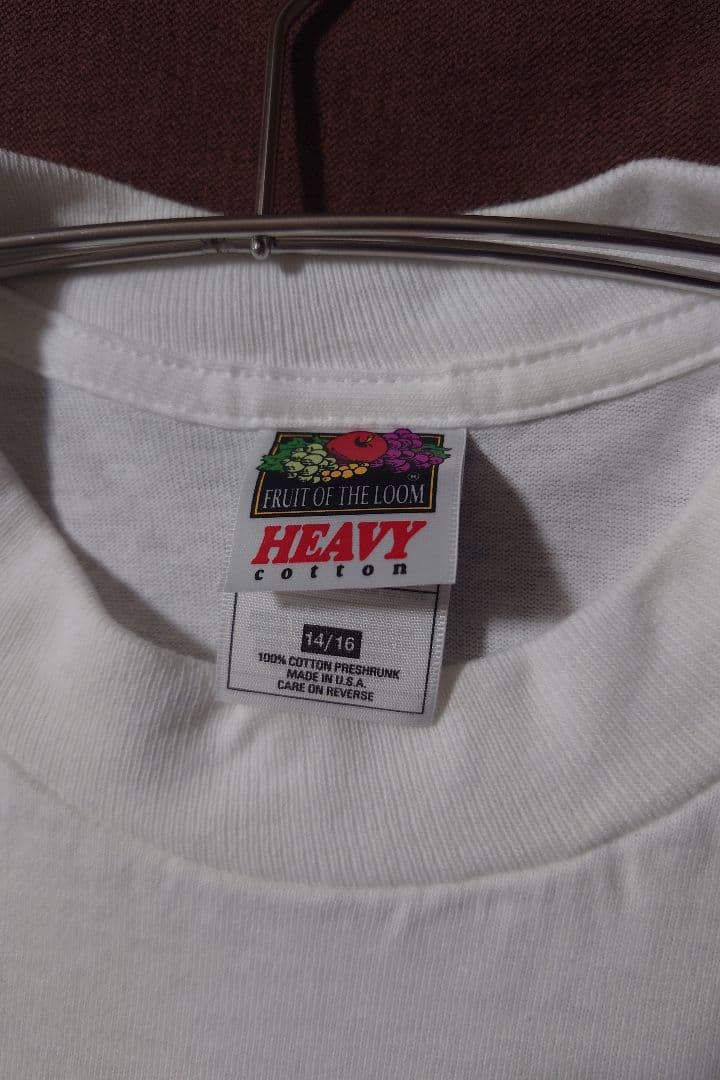 FRUIT OF THE LOOM ®
HEAVY
cotton
14/16
100% COTTON PRESHRUNK
MADE IN U.S.A.
CARE ON REVERSE